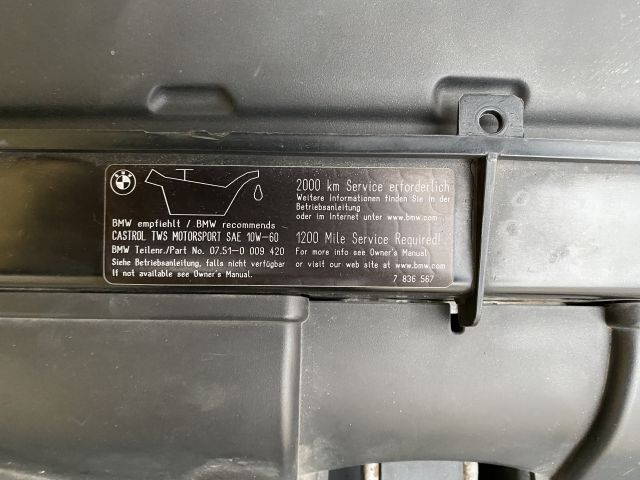 BMW empfiehlt / BMW recommends
CASTROL TWS MOTORSPORT SAE 10W-60
BMW Teilenr./Part No. 07.51-0 009 420
Siehe Betriebsanleitung, falls nicht verfügbar
If not available see Owner's Manual.
2000 km Service erforderlich
Weitere Informationen finden Sie in der
Betriebsanleitung
oder im Internet unter www.bmw.com
1200 Mile Service Required!
For more info see Owner's Manual
or visit our web site at www.bmw.com
7 836 567